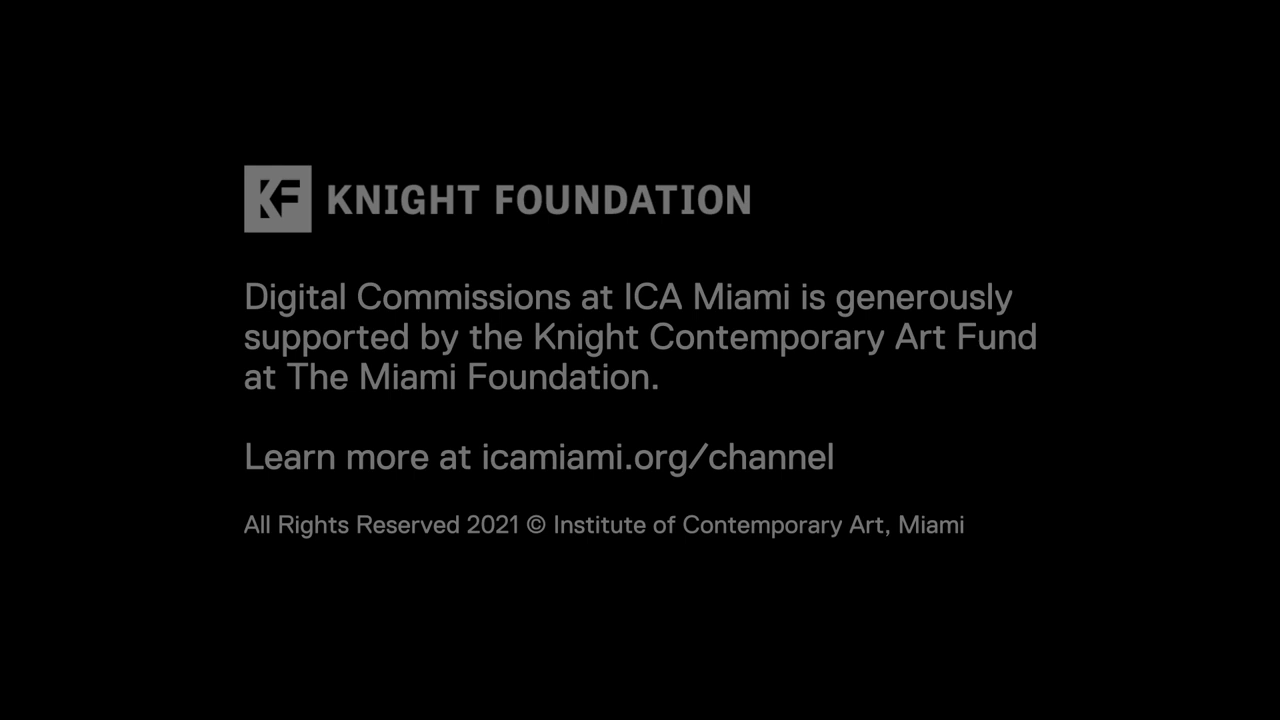 KF KNIGHT FOUNDATION
Digital Commissions at ICA Miami is generously
supported by the Knight Contemporary Art Fund
at The Miami Foundation.
Learn more at icamiami.org/channel
All Rights Reserved 2021 © Institute of Contemporary Art, Miami